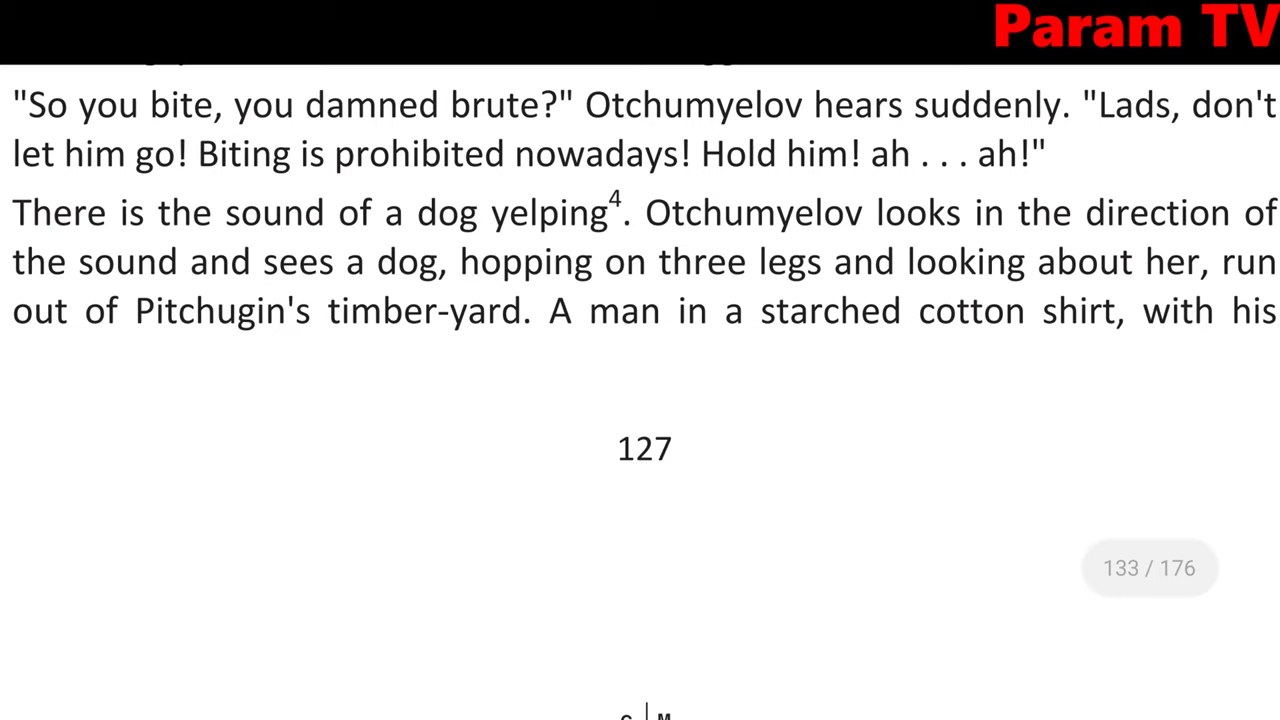 Param TV
"So you bite, you damned brute?" Otchumyelov hears suddenly. "Lads, don't
let him go! Biting is prohibited nowadays! Hold him! ah . . . ah!"
There is the sound of a dog yelping⁴. Otchumyelov looks in the direction of
the sound and sees a dog, hopping on three legs and looking about her, run
out of Pitchugin's timber-yard. A man in a starched cotton shirt, with his
127
133 / 176